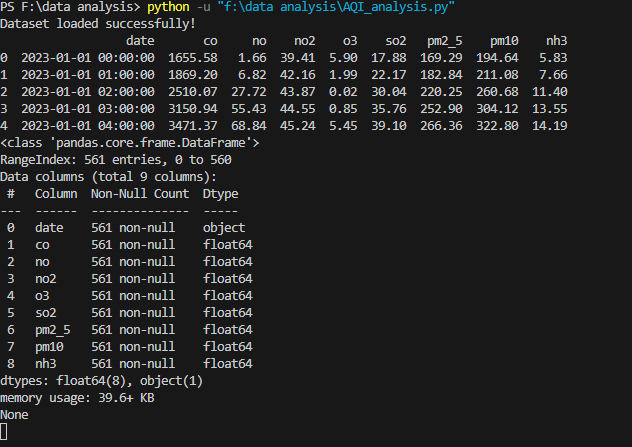 PS F:\data analysis> python -u "f:\data analysis\AQI_analysis.py"
Dataset loaded successfully!
                  date       co     no    no2    o3    so2   pm2_5    pm10    nh3
0  2023-01-01 00:00:00  1655.58   1.66  39.41  5.90  17.88  169.29  194.64   5.83
1  2023-01-01 01:00:00  1869.20   6.82  42.16  1.99  22.17  182.84  211.08   7.66
2  2023-01-01 02:00:00  2510.07  27.72  43.87  0.02  30.04  220.25  260.68  11.40
3  2023-01-01 03:00:00  3150.94  55.43  44.55  0.85  35.76  252.90  304.12  13.55
4  2023-01-01 04:00:00  3471.37  68.84  45.24  5.45  39.10  266.36  322.80  14.19
<class 'pandas.core.frame.DataFrame'>
RangeIndex: 561 entries, 0 to 560
Data columns (total 9 columns):
 #   Column  Non-Null Count  Dtype
---  ------  --------------  -----
 0   date    561 non-null    object
 1   co      561 non-null    float64
 2   no      561 non-null    float64
 3   no2     561 non-null    float64
 4   o3      561 non-null    float64
 5   so2     561 non-null    float64
 6   pm2_5   561 non-null    float64
 7   pm10    561 non-null    float64
 8   nh3     561 non-null    float64
dtypes: float64(8), object(1)
memory usage: 39.6+ KB
None